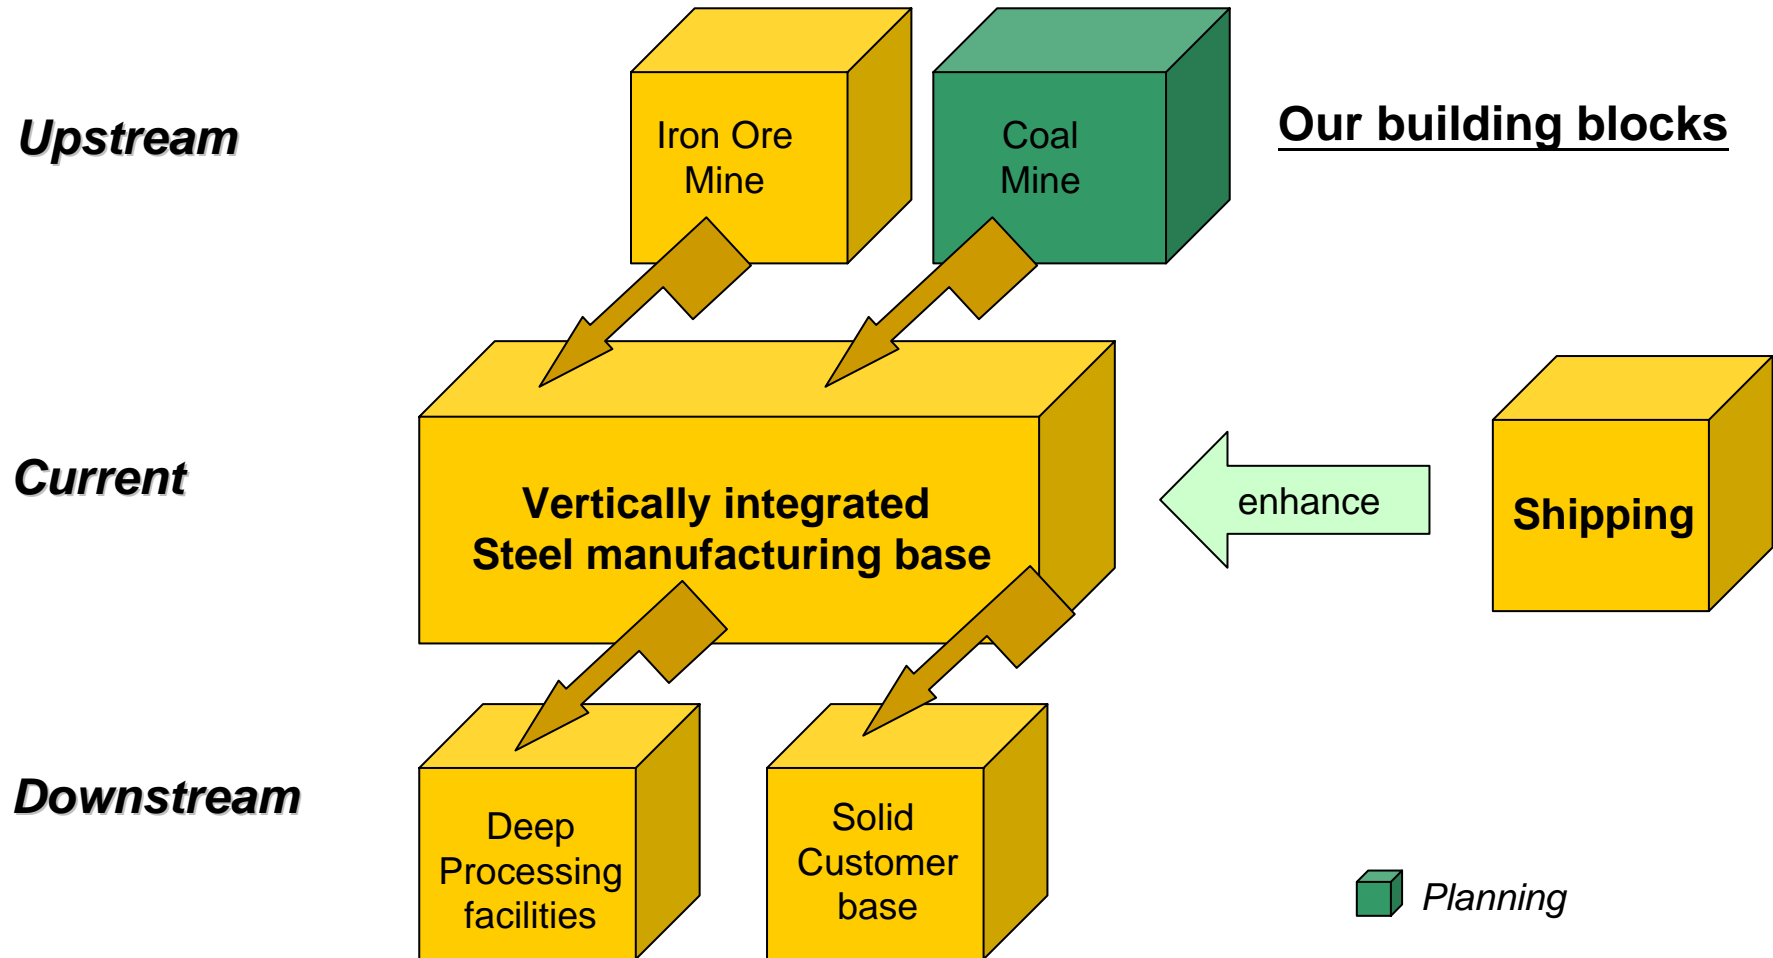 Upstream
Iron Ore
Mine
Coal
Mine
Our building blocks
Current
Vertically integrated
Steel manufacturing base
enhance
Shipping
Downstream
Deep
Processing
facilities
Solid
Customer
base
Planning